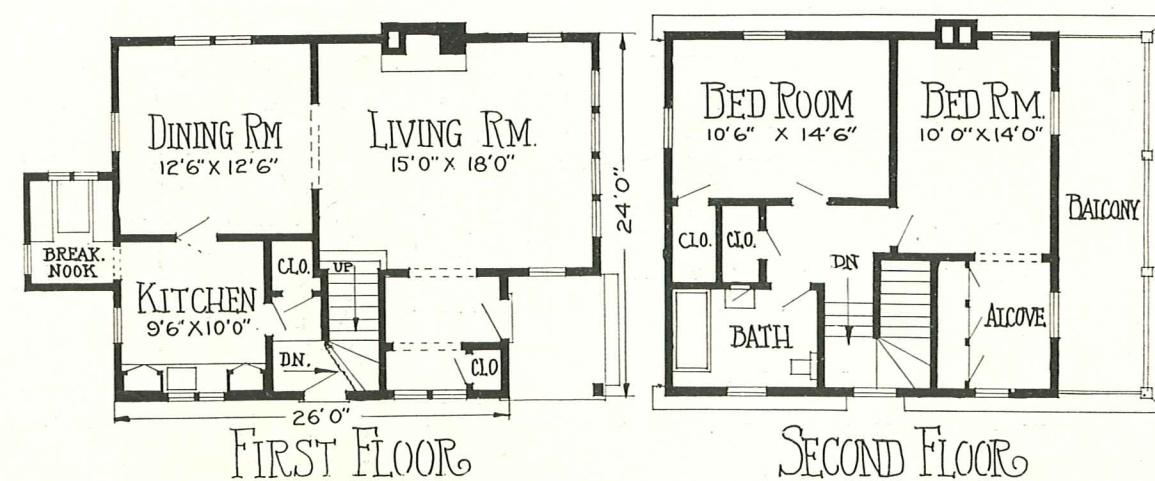 DINING RM
12'6" X 12'6"
LIVING RM.
15'0" X 18'0"
24'0"
BREAK.
NOOK
KITCHEN
9'6" X 10'0"
CLO.
UP
DN.
CLO
26'0"
FIRST FLOOR
BED ROOM
10'6" X 14'6"
BED RM.
10'0" X 14'0"
BALCONY
CLO.
CLO.
DN
BATH
ALCOVE
SECOND FLOOR